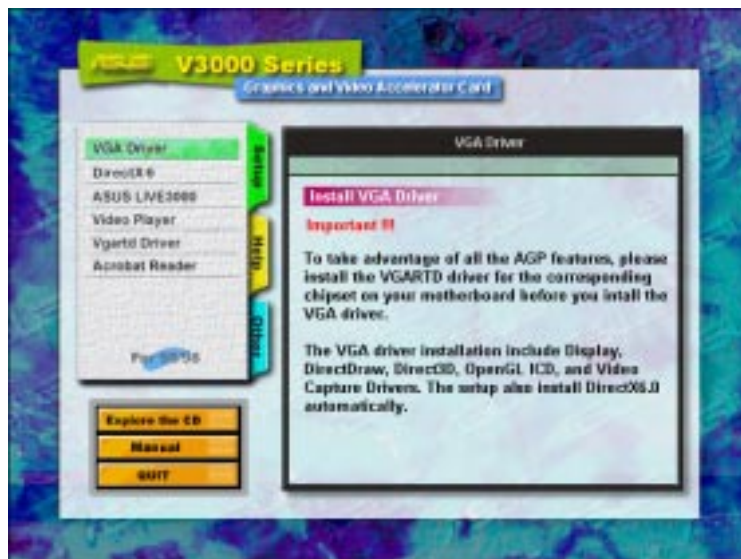 ASUS V3000 Series
Graphics and Video Accelerator Card
VGA Driver
DirectX 6
ASUS LIVE3000
Video Player
Vgartd Driver
Acrobat Reader
For 95/98
Setup
Help
Other
Explore the CD
Manual
QUIT
VGA Driver
Install VGA Driver
Important !!!
To take advantage of all the AGP features, please
install the VGARTD driver for the corresponding
chipset on your motherboard before you intall the
VGA driver.
The VGA driver installation include Display,
DirectDraw, Direct3D, OpenGL ICD, and Video
Capture Drivers. The setup also install DirectX6.0
automatically.